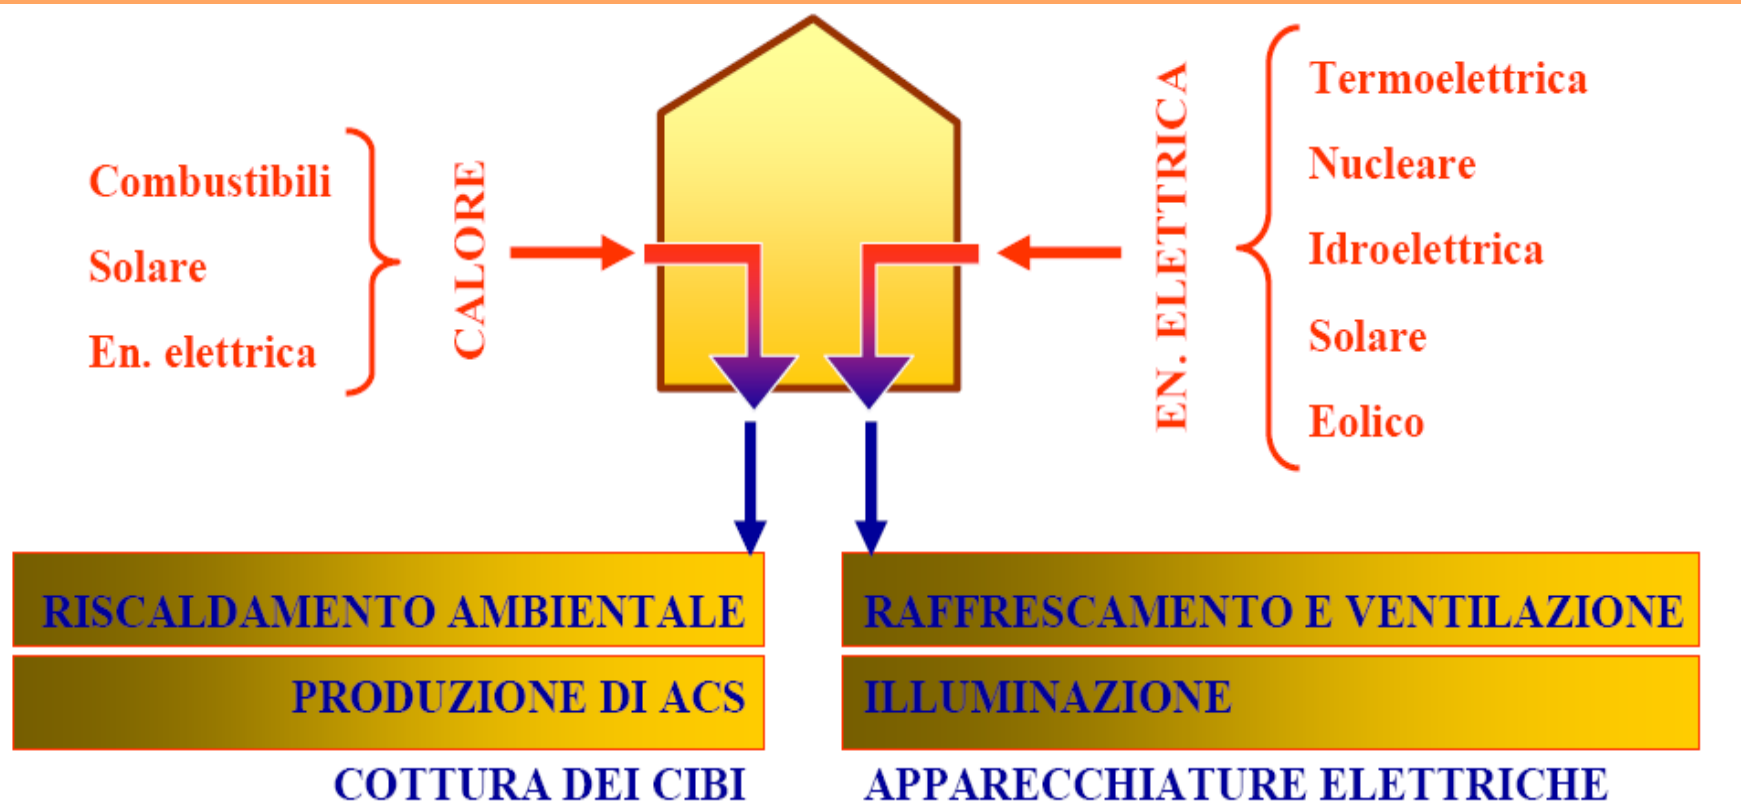 Combustibili
Solare
En. elettrica
CALORE
EN. ELETTRICA
Termoelettrica
Nucleare
Idroelettrica
Solare
Eolico
RISCALDAMENTO AMBIENTALE
PRODUZIONE DI ACS
COTTURA DEI CIBI
RAFFRESCAMENTO E VENTILAZIONE
ILLUMINAZIONE
APPARECCHIATURE ELETTRICHE